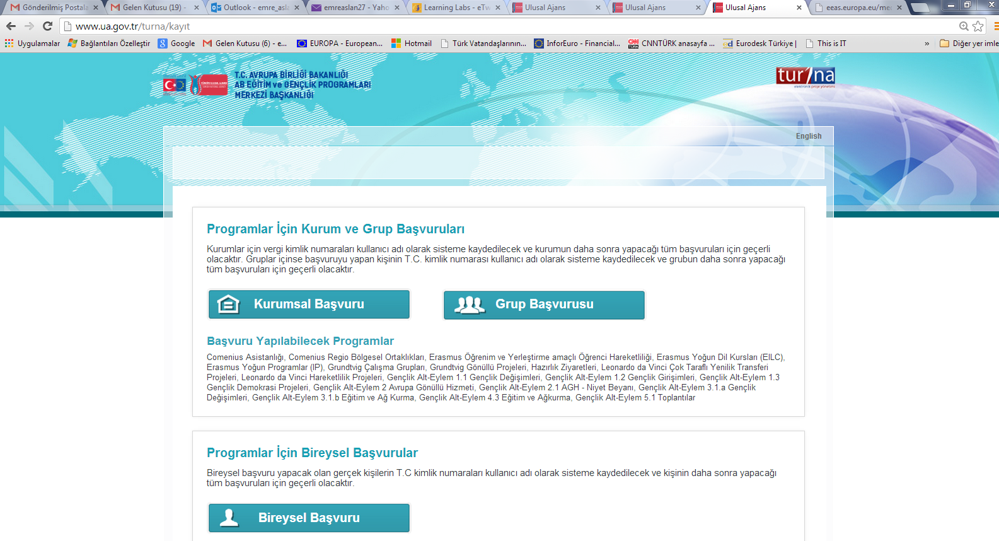 Gönderilmiş Postala
Gelen Kutusu (19) -
Outlook - emre_asla
emreaslan27 - Yaho
Learning Labs - eTw
Ulusal Ajans
Ulusal Ajans
Ulusal Ajans
eeas.europa.eu/me
www.ua.gov.tr/turna/kayıt
Uygulamalar
Bağlantıları Özelleştir
Google
Gelen Kutusu (6) - e...
EUROPA - European...
Hotmail
Türk Vatandaşlarının...
InforEuro - Financial...
CNNTÜRK anasayfa ...
Eurodesk Türkiye |
This is IT
»
Diğer yer imle
T.C. AVRUPA BİRLİĞİ BAKANLIĞI
AB EĞİTİM ve GENÇLİK PROGRAMLARI
MERKEZİ BAŞKANLIĞI
turna
elektronik proje yönetimi
English
Programlar İçin Kurum ve Grup Başvuruları
Kurumlar için vergi kimlik numaraları kullanıcı adı olarak sisteme kaydedilecek ve kurumun daha sonra yapacağı tüm başvuruları için geçerli
olacaktır. Gruplar içinse başvuruyu yapan kişinin T.C. kimlik numarası kullanıcı adı olarak sisteme kaydedilecek ve grubun daha sonra yapacağı
tüm başvuruları için geçerli olacaktır.
Kurumsal Başvuru
Grup Başvurusu
Başvuru Yapılabilecek Programlar
Comenius Asistanlığı, Comenius Regio Bölgesel Ortaklıkları, Erasmus Öğrenim ve Yerleştirme amaçlı Öğrenci Hareketliliği, Erasmus Yoğun Dil Kursları (EILC),
Erasmus Yoğun Programlar (IP), Grundtvig Çalışma Grupları, Grundtvig Gönüllü Projeleri, Hazırlık Ziyaretleri, Leonardo da Vinci Çok Taraflı Yenilik Transferi
Projeleri, Leonardo da Vinci Hareketlilik Projeleri, Gençlik Alt-Eylem 1.1 Gençlik Değişimleri, Gençlik Alt-Eylem 1.2 Gençlik Girişimleri, Gençlik Alt-Eylem 1.3
Gençlik Demokrasi Projeleri, Gençlik Alt-Eylem 2 Avrupa Gönüllü Hizmeti, Gençlik Alt-Eylem 2.1 AGH - Niyet Beyanı, Gençlik Alt-Eylem 3.1.a Gençlik
Değişimleri, Gençlik Alt-Eylem 3.1.b Eğitim ve Ağ Kurma, Gençlik Alt-Eylem 4.3 Eğitim ve Ağkurma, Gençlik Alt-Eylem 5.1 Toplantılar
Programlar İçin Bireysel Başvurular
Bireysel başvuru yapacak olan gerçek kişilerin T.C kimlik numaraları kullanıcı adı olarak sisteme kaydedilecek ve kişinin daha sonra yapacağı
tüm başvuruları için geçerli olacaktır.
Bireysel Başvuru